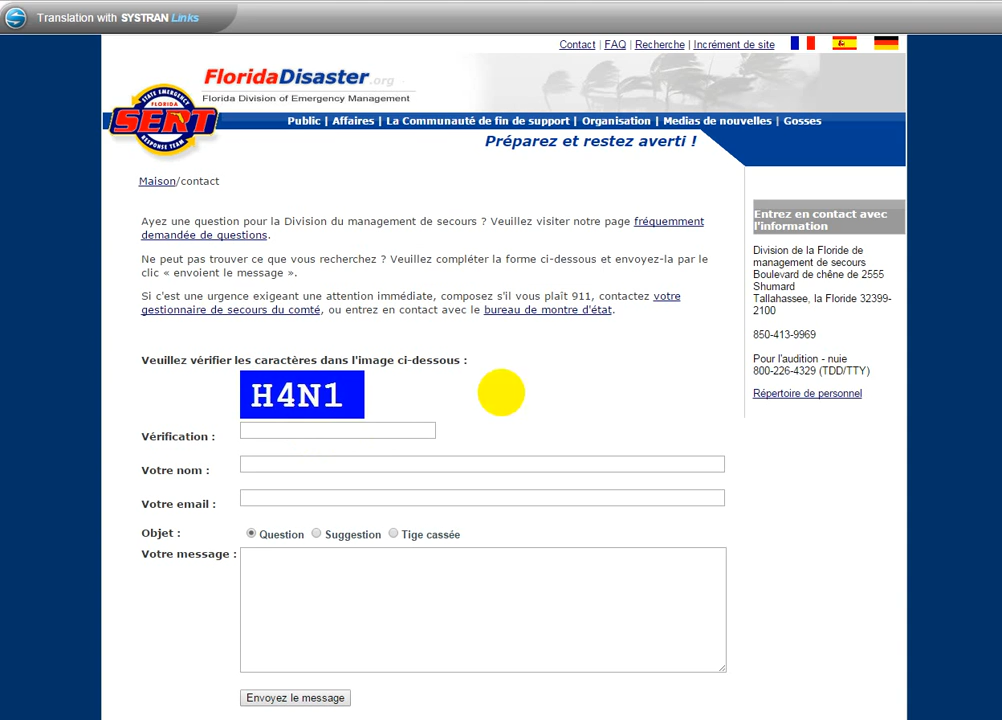 Translation with SYSTRAN Links
Contact | FAQ | Recherche | Incrément de site
FloridaDisaster.org
Florida Division of Emergency Management
STATE EMERGENCY
FLORIDA
SERT
RESPONSE TEAM
Public | Affaires | La Communauté de fin de support | Organisation | Medias de nouvelles | Gosses
Préparez et restez averti !
Maison/contact
Ayez une question pour la Division du management de secours ? Veuillez visiter notre page fréquemment
demandée de questions.
Ne peut pas trouver ce que vous recherchez ? Veuillez compléter la forme ci-dessous et envoyez-la par le
clic « envoient le message ».
Si c'est une urgence exigeant une attention immédiate, composez s'il vous plaît 911, contactez votre
gestionnaire de secours du comté, ou entrez en contact avec le bureau de montre d'état.
Veuillez vérifier les caractères dans l'image ci-dessous :
H4N1
Vérification :
Votre nom :
Votre email :
Objet :
Question Suggestion Tige cassée
Votre message :
Envoyez le message
Entrez en contact avec
l'information
Division de la Floride de
management de secours
Boulevard de chêne de 2555
Shumard
Tallahassee, la Floride 32399-
2100
850-413-9969
Pour l'audition - nuie
800-226-4329 (TDD/TTY)
Répertoire de personnel